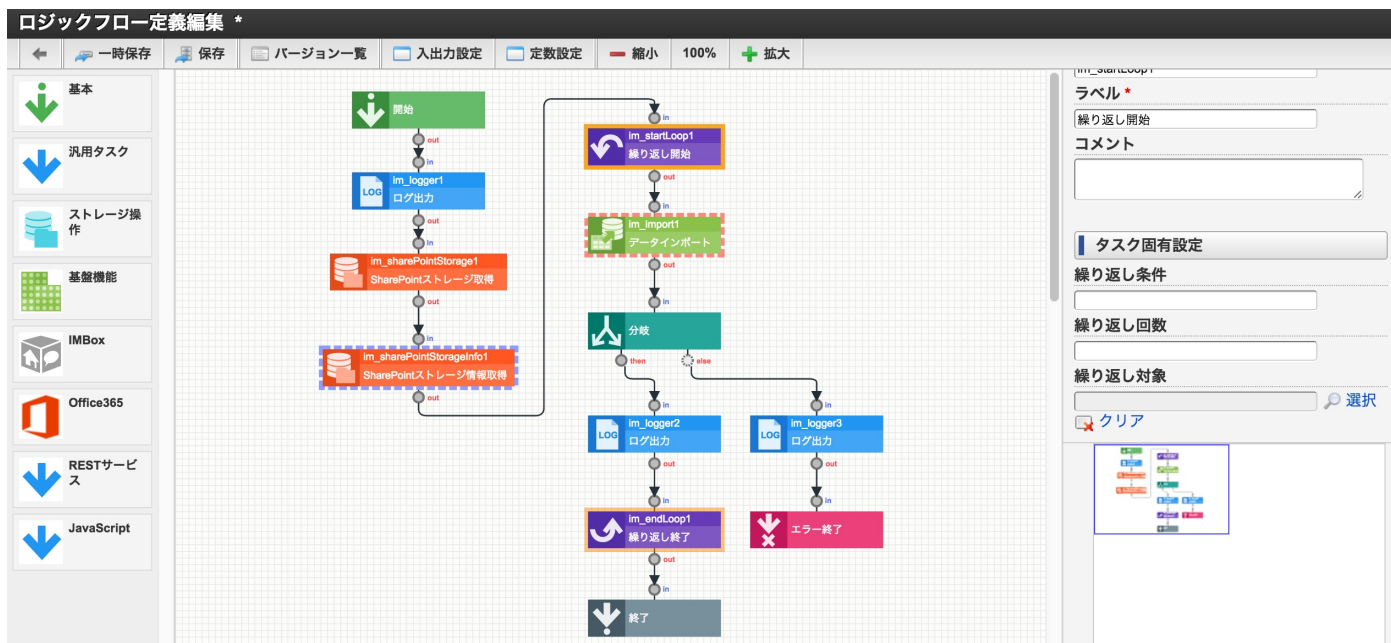 ロジックフロー定義編集 *
一時保存 保存 バージョン一覧 入出力設定 定数設定 縮小 100% 拡大
基本
汎用タスク
ストレージ操
作
基盤機能
IMBox
Office365
RESTサービ
ス
JavaScript
開始
out
in
LOG
im_logger1
ログ出力
out
in
im_sharePointStorage1
SharePointストレージ取得
out
in
im_sharePointStorageInfo1
SharePointストレージ情報取得
out
in
im_startLoop1
繰り返し開始
out
in
im_import1
データインポート
out
in
分岐
then
else
in
LOG
im_logger2
ログ出力
out
in
im_endLoop1
繰り返し終了
out
in
終了
in
LOG
im_logger3
ログ出力
out
in
エラー終了
im_startLoop1
ラベル *
繰り返し開始
コメント
タスク固有設定
繰り返し条件
繰り返し回数
繰り返し対象
選択
クリア